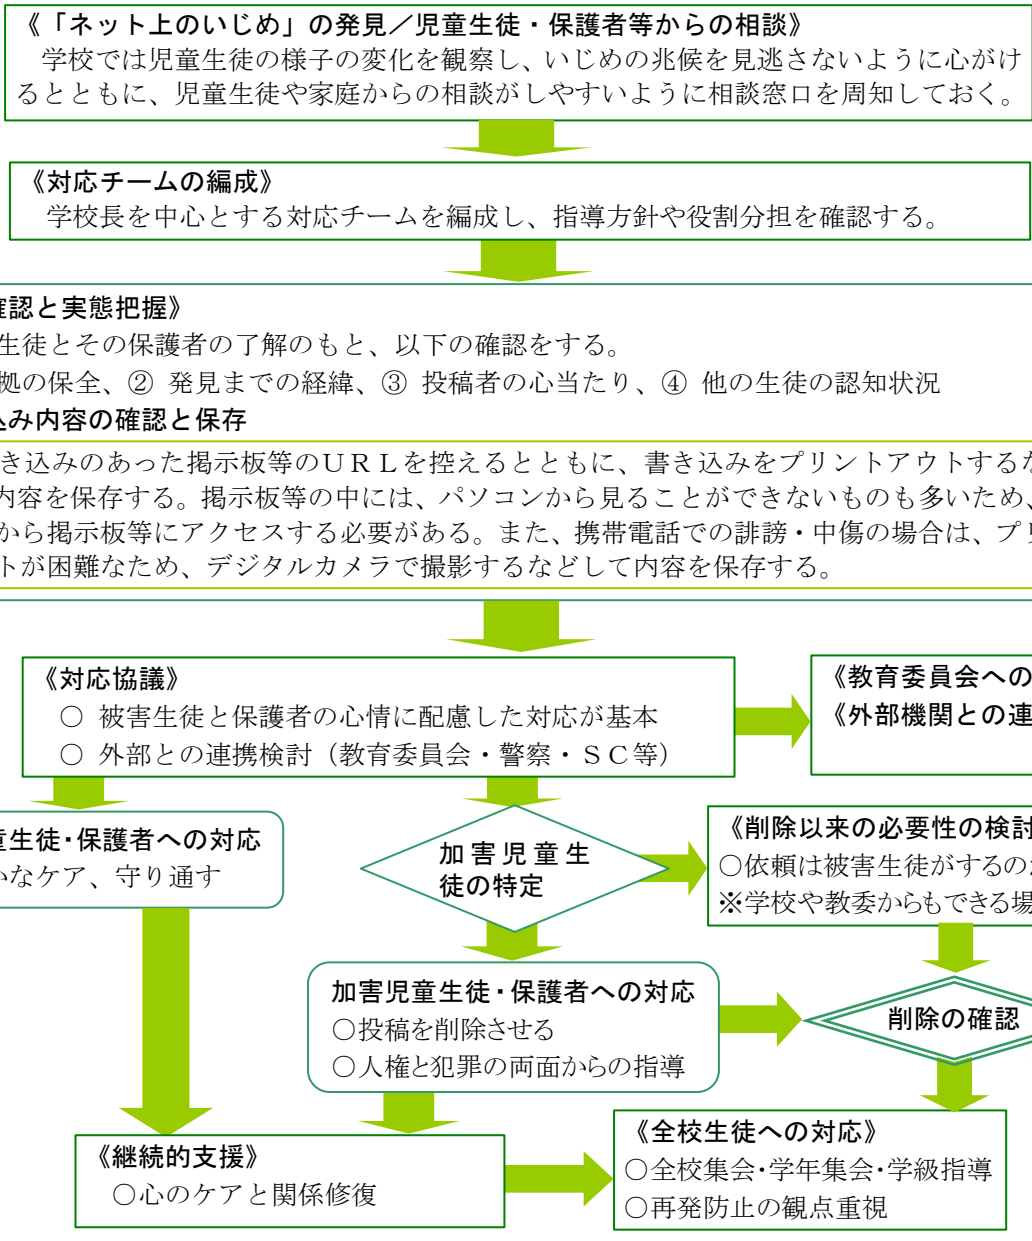 《「ネット上のいじめ」の発見／児童生徒・保護者等からの相談》
学校では児童生徒の様子の変化を観察し、いじめの兆候を見逃さないように心がけ
るとともに、児童生徒や家庭からの相談がしやすいように相談窓口を周知しておく。
《対応チームの編成》
学校長を中心とする対応チームを編成し、指導方針や役割分担を確認する。
確認と実態把握》
生徒とその保護者の了解のもと、以下の確認をする。
拠の保全、② 発見までの経緯、③ 投稿者の心当たり、④ 他の生徒の認知状況
込み内容の確認と保存
き込みのあった掲示板等のＵＲＬを控えるとともに、書き込みをプリントアウトするな
内容を保存する。掲示板等の中には、パソコンから見ることができないものも多いため、
から掲示板等にアクセスする必要がある。また、携帯電話での誹謗・中傷の場合は、プリ
トが困難なため、デジタルカメラで撮影するなどして内容を保存する。
《対応協議》
○ 被害生徒と保護者の心情に配慮した対応が基本
○ 外部との連携検討（教育委員会・警察・ＳＣ等）
《教育委員会への
《外部機関との連
童生徒・保護者への対応
かなケア、守り通す
加害児童生
徒の特定
《削除以来の必要性の検討
○依頼は被害生徒がするのが
※学校や教委からもできる場
加害児童生徒・保護者への対応
○投稿を削除させる
○人権と犯罪の両面からの指導
削除の確認
《継続的支援》
○心のケアと関係修復
《全校生徒への対応》
○全校集会・学年集会・学級指導
○再発防止の観点重視